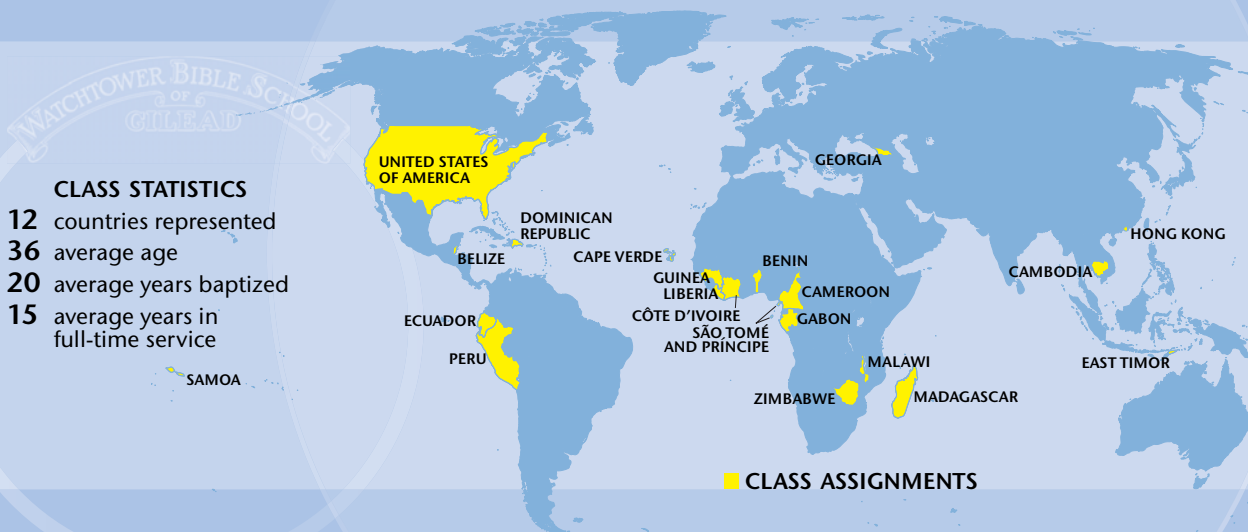 WATCHTOWER BIBLE SCHOOL
OF
GILEAD
CLASS STATISTICS
12 countries represented
36 average age
20 average years baptized
15 average years in
full-time service
UNITED STATES
OF AMERICA
DOMINICAN
REPUBLIC
BELIZE
CAPE VERDE
ECUADOR
PERU
SAMOA
GEORGIA
BENIN
GUINEA
LIBERIA
CAMEROON
CÔTE D'IVOIRE
GABON
SÃO TOMÉ
AND PRÍNCIPE
MALAWI
ZIMBABWE
MADAGASCAR
HONG KONG
CAMBODIA
EAST TIMOR
CLASS ASSIGNMENTS